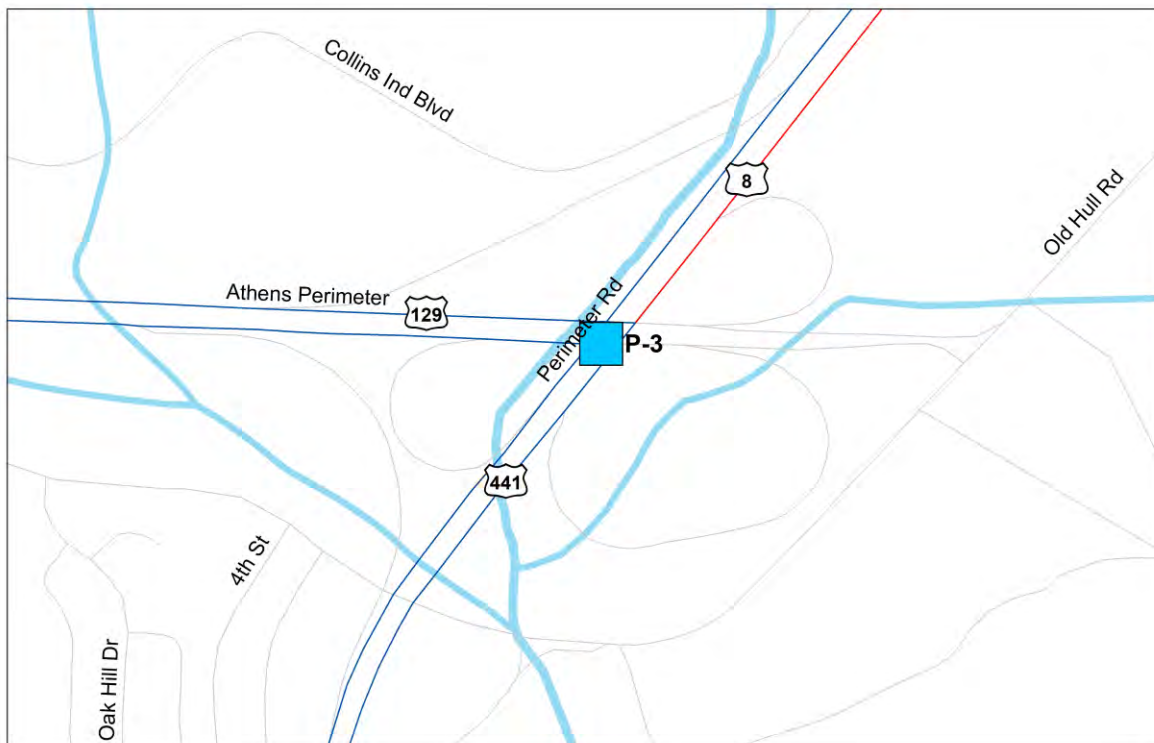 Collins Ind Blvd
8
Old Hull Rd
Athens Perimeter
129
Perimeter Rd
P-3
441
4th St
Oak Hill Dr